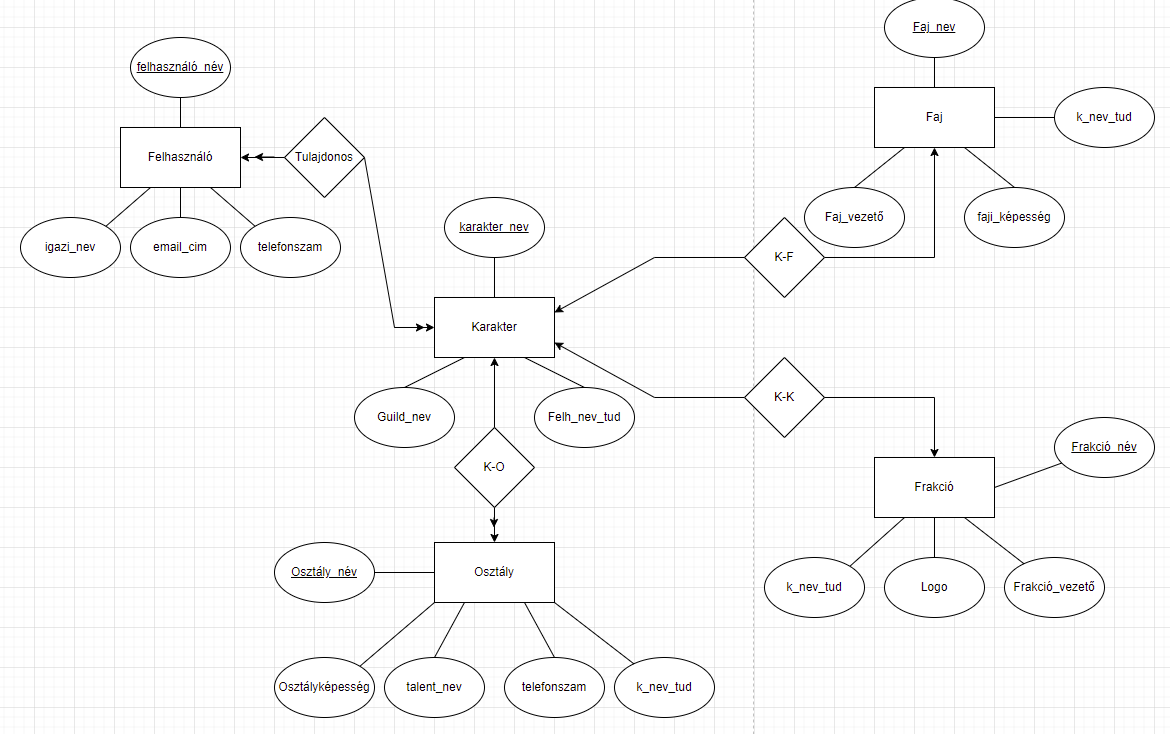 Faj_nev
felhasználó_név
k_nev_tud
Faj
Felhasználó
Tulajdonos
Faj_vezető
faji_képesség
karakter_nev
igazi_nev
email_cim
telefonszam
K-F
Karakter
K-K
Guild_nev
Felh_nev_tud
Frakció_név
K-O
Frakció
Osztály_név
Osztály
k_nev_tud
Logo
Frakció_vezető
Osztályképesség
talent_nev
telefonszam
k_nev_tud